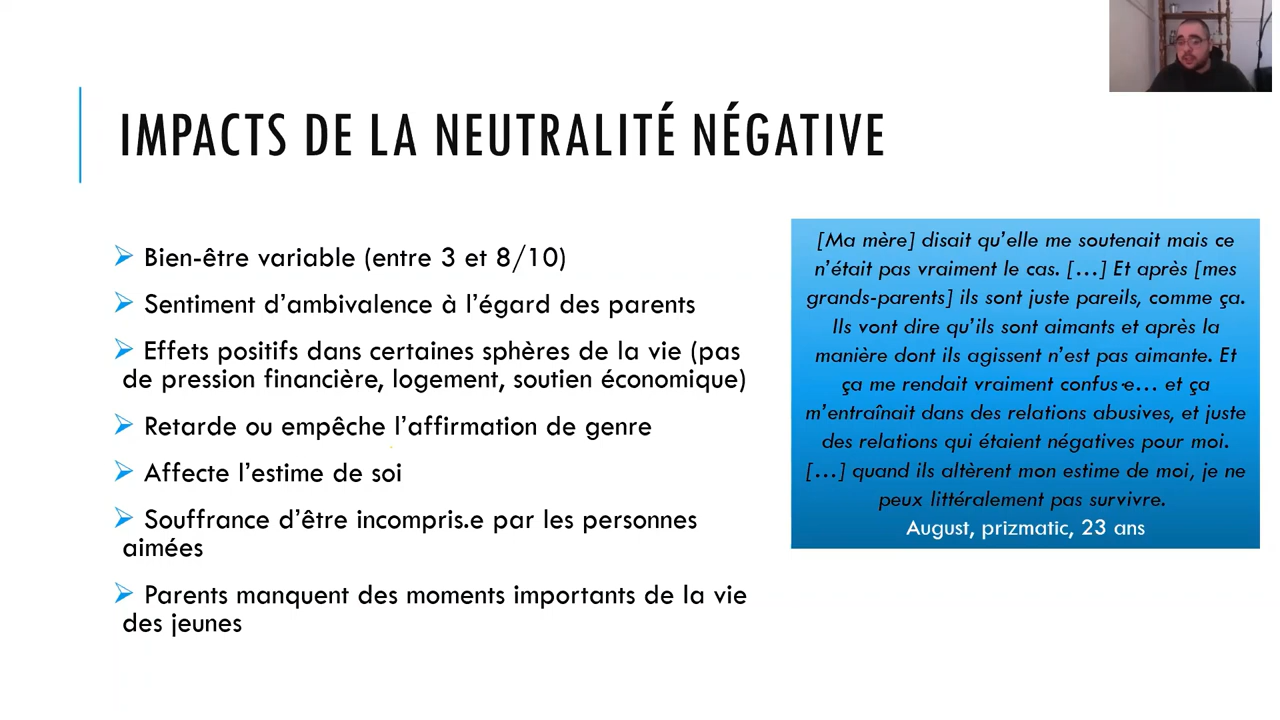 IMPACTS DE LA NEUTRALITÉ NÉGATIVE
➢ Bien-être variable (entre 3 et 8/10)
➢ Sentiment d’ambivalence à l’égard des parents
➢ Effets positifs dans certaines sphères de la vie (pas
de pression financière, logement, soutien économique)
➢ Retarde ou empêche l’affirmation de genre
➢ Affecte l’estime de soi
➢ Souffrance d’être incompris.e par les personnes
aimées
➢ Parents manquent des moments importants de la vie
des jeunes
[Ma mère] disait qu’elle me soutenait mais ce
n’était pas vraiment le cas. […] Et après [mes
grands-parents] ils sont juste pareils, comme ça.
Ils vont dire qu’ils sont aimants et après la
manière dont ils agissent n’est pas aimante. Et
ça me rendait vraiment confus·e… et ça
m’entraînait dans des relations abusives, et juste
des relations qui étaient négatives pour moi.
[…] quand ils altèrent mon estime de moi, je ne
peux littéralement pas survivre.
August, prizmatic, 23 ans